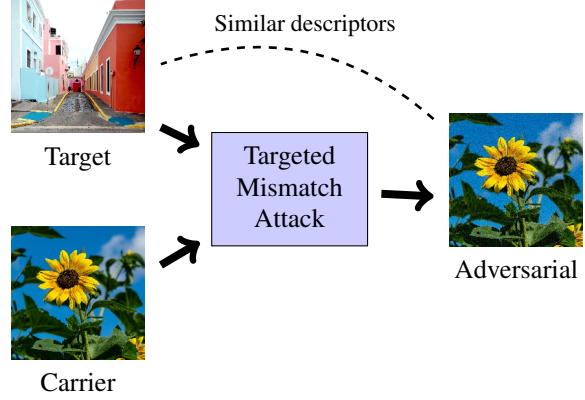 Similar descriptors
Target
Targeted
Mismatch
Attack
Adversarial
Carrier